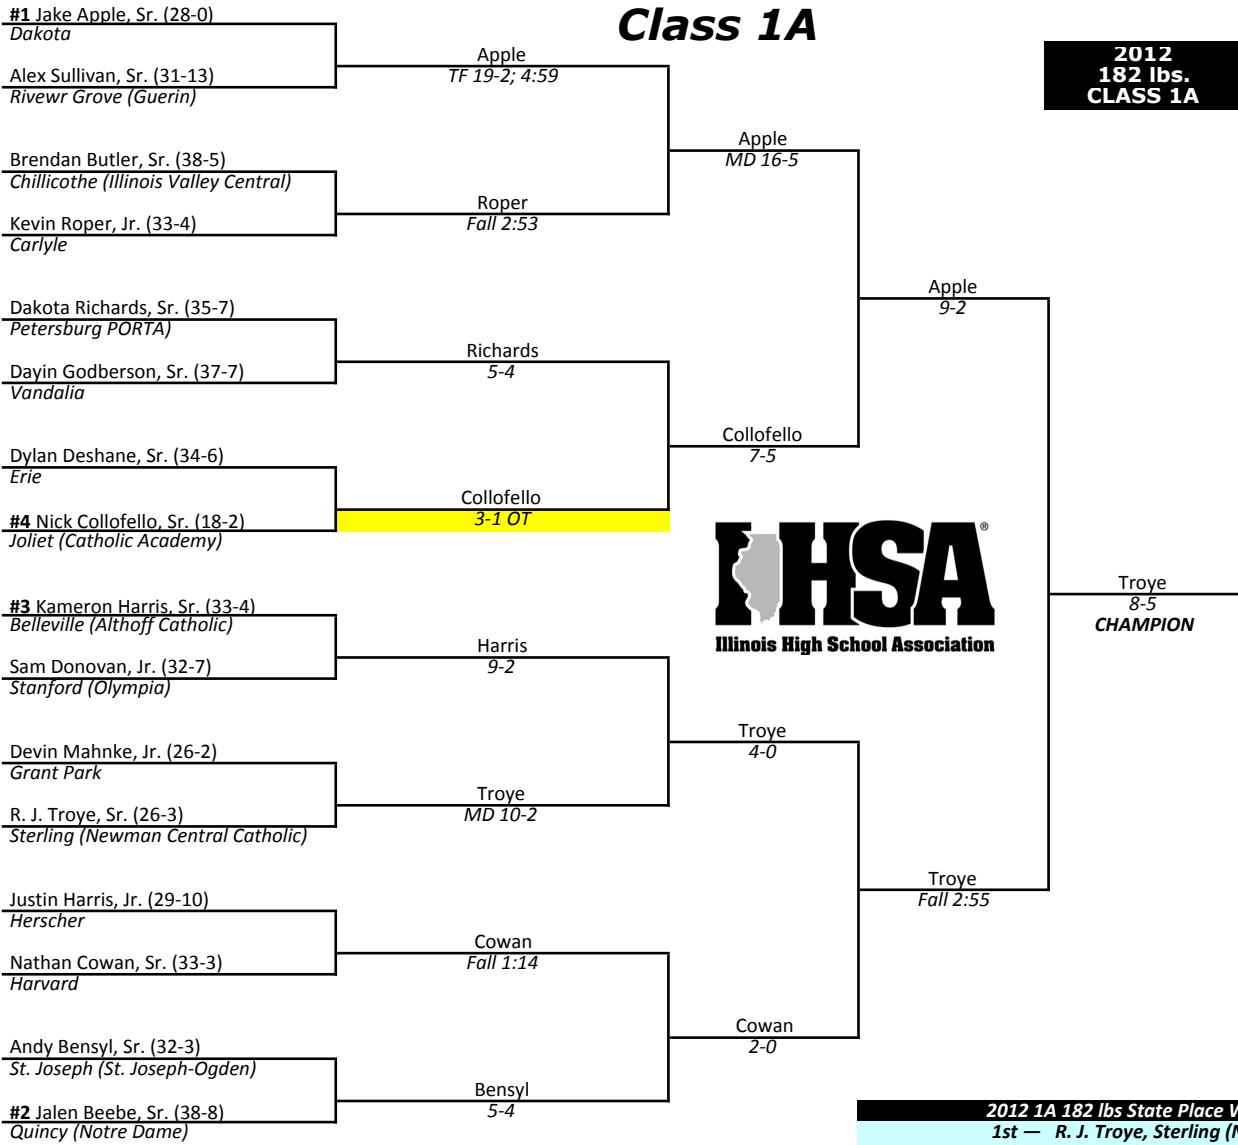 Class 1A
2012
182 lbs.
CLASS 1A
#1 Jake Apple, Sr. (28-0)
Dakota
Alex Sullivan, Sr. (31-13)
Rivewr Grove (Guerin)
Brendan Butler, Sr. (38-5)
Chillicothe (Illinois Valley Central)
Kevin Roper, Jr. (33-4)
Carlyle
Dakota Richards, Sr. (35-7)
Petersburg PORTA)
Dayin Godberson, Sr. (37-7)
Vandalia
Dylan Deshane, Sr. (34-6)
Erie
#4 Nick Collofello, Sr. (18-2)
Joliet (Catholic Academy)
#3 Kameron Harris, Sr. (33-4)
Belleville (Althoff Catholic)
Sam Donovan, Jr. (32-7)
Stanford (Olympia)
Devin Mahnke, Jr. (26-2)
Grant Park
R. J. Troye, Sr. (26-3)
Sterling (Newman Central Catholic)
Justin Harris, Jr. (29-10)
Herscher
Nathan Cowan, Sr. (33-3)
Harvard
Andy Bensyl, Sr. (32-3)
St. Joseph (St. Joseph-Ogden)
#2 Jalen Beebe, Sr. (38-8)
Quincy (Notre Dame)
Apple
TF 19-2; 4:59
Roper
Fall 2:53
Richards
5-4
Collofello
3-1 OT
Harris
9-2
Troye
MD 10-2
Cowan
Fall 1:14
Bensyl
5-4
Apple
MD 16-5
Collofello
7-5
Troye
4-0
Cowan
2-0
Apple
9-2
Troye
Fall 2:55
Troye
8-5
CHAMPION
IHSA®
Illinois High School Association
2012 1A 182 lbs State Place
1st — R. J. Troye, Sterling